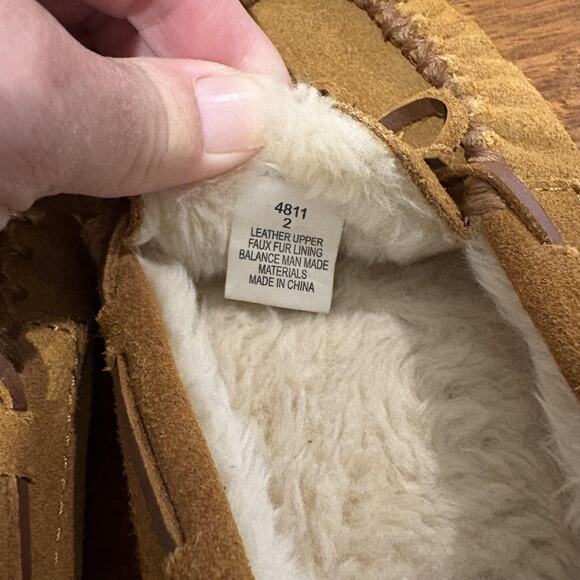 4811
2
LEATHER UPPER
FAUX FUR LINING
BALANCE MAN MADE
MATERIALS
MADE IN CHINA